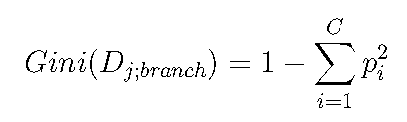 Gini(D_{j;branch}) = 1 - \sum_{i=1}^{C} p_i^2